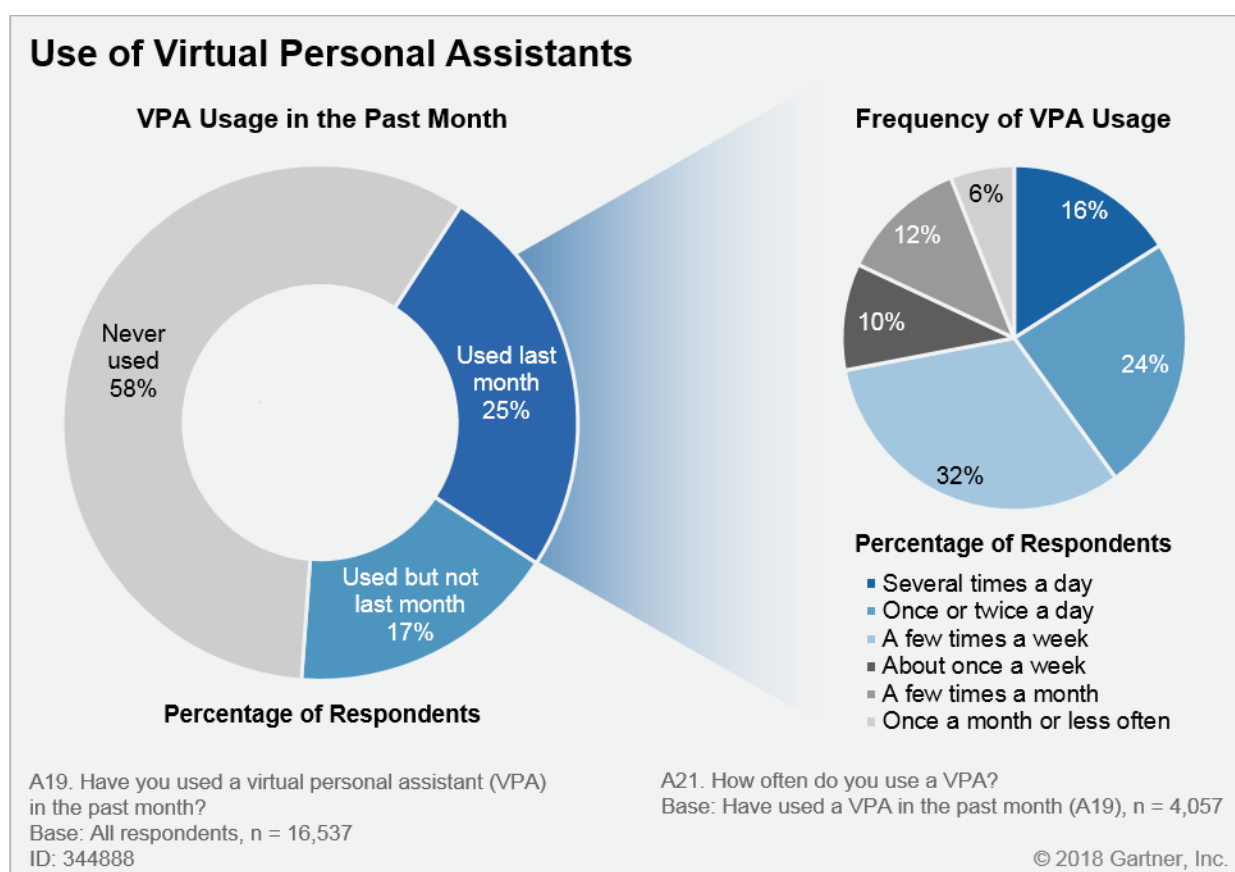 Use of Virtual Personal Assistants
VPA Usage in the Past Month
Never
used
58%
Used last
month
25%
Used but not
last month
17%
Percentage of Respondents
Frequency of VPA Usage
6%
16%
12%
10%
24%
32%
Percentage of Respondents
Several times a day
Once or twice a day
A few times a week
About once a week
A few times a month
Once a month or less often
A19. Have you used a virtual personal assistant (VPA)
in the past month?
Base: All respondents, n = 16,537
ID: 344888
A21. How often do you use a VPA?
Base: Have used a VPA in the past month (A19), n = 4,057
© 2018 Gartner, Inc.